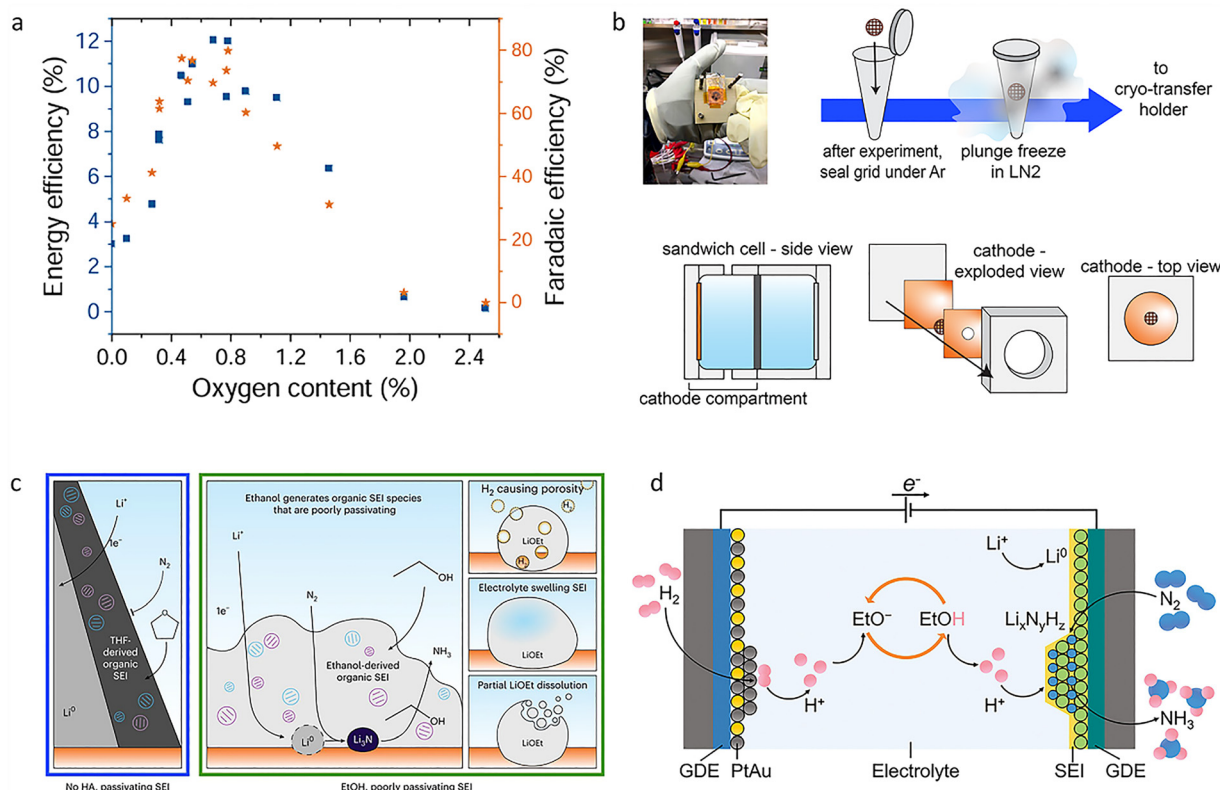 a
Energy efficiency (%)
12
10
8
6
4
2
0
0.0
0.4
0.8
1.2
1.6
2.0
2.4
Oxygen content (%)
80
60
40
20
0
Faradaic efficiency (%)
b
after experiment,
seal grid under Ar
plunge freeze
in LN2
to
cryo-transfer
holder
sandwich cell - side view
cathode compartment
cathode -
exploded view
cathode - top view
c
Li⁺
1e⁻
N₂
THF-
derived
organic
SEI
Li⁰
No HA, passivating SEI
Ethanol generates organic SEI species
that are poorly passivating
Li⁺
1e⁻
N₂
OH
NH₃
Ethanol-derived
organic SEI
OH
Li⁰
Li₃N
H₂ causing porosity
H₂
LiOEt
H₂
Electrolyte swelling SEI
LiOEt
Partial LiOEt dissolution
LiOEt
EtOH, poorly passivating SEI
d
e⁻
H₂
H⁺
EtO⁻
EtOH
H⁺
Li⁺
Li⁰
LiₓNᵧH_z
N₂
NH₃
GDE
PtAu
Electrolyte
SEI
GDE